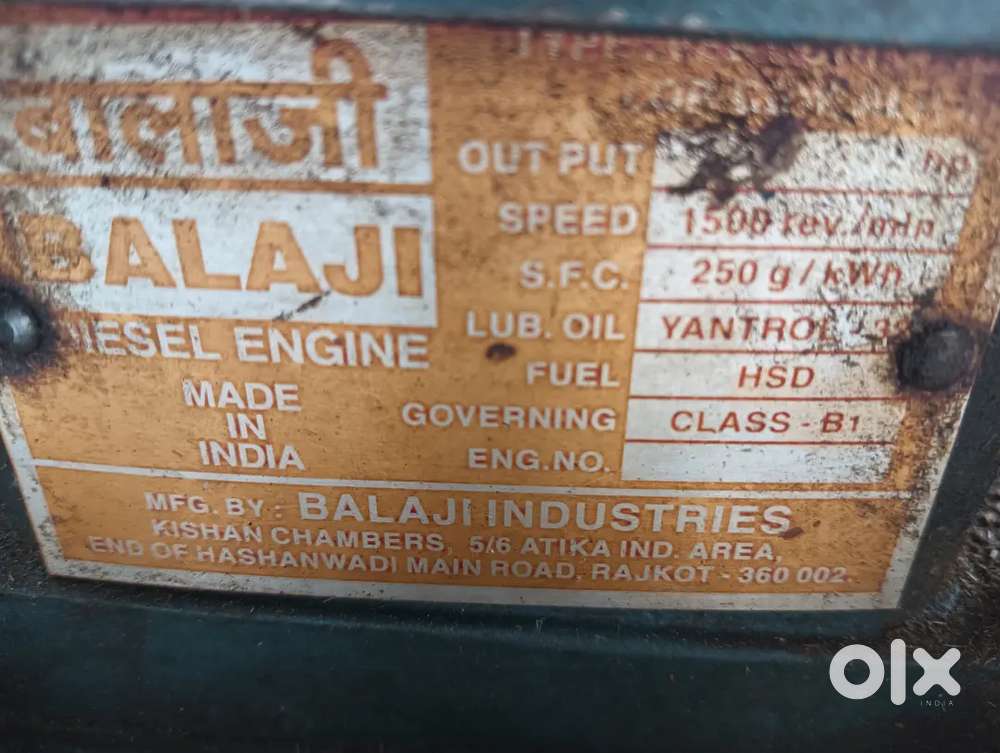 बालाजी
BALAJI
DIESEL ENGINE
MADE
IN
INDIA
TYPE
OUT PUT hp
SPEED 1500 rev./min
S.F.C. 250 g / kWh
LUB. OIL YANTROL
FUEL HSD
GOVERNING CLASS - B1
ENG.NO.
MFG. BY : BALAJI INDUSTRIES
KISHAN CHAMBERS, 5/6 ATIKA IND. AREA,
END OF HASHANWADI MAIN ROAD, RAJKOT - 360 002.
olx
INDIA